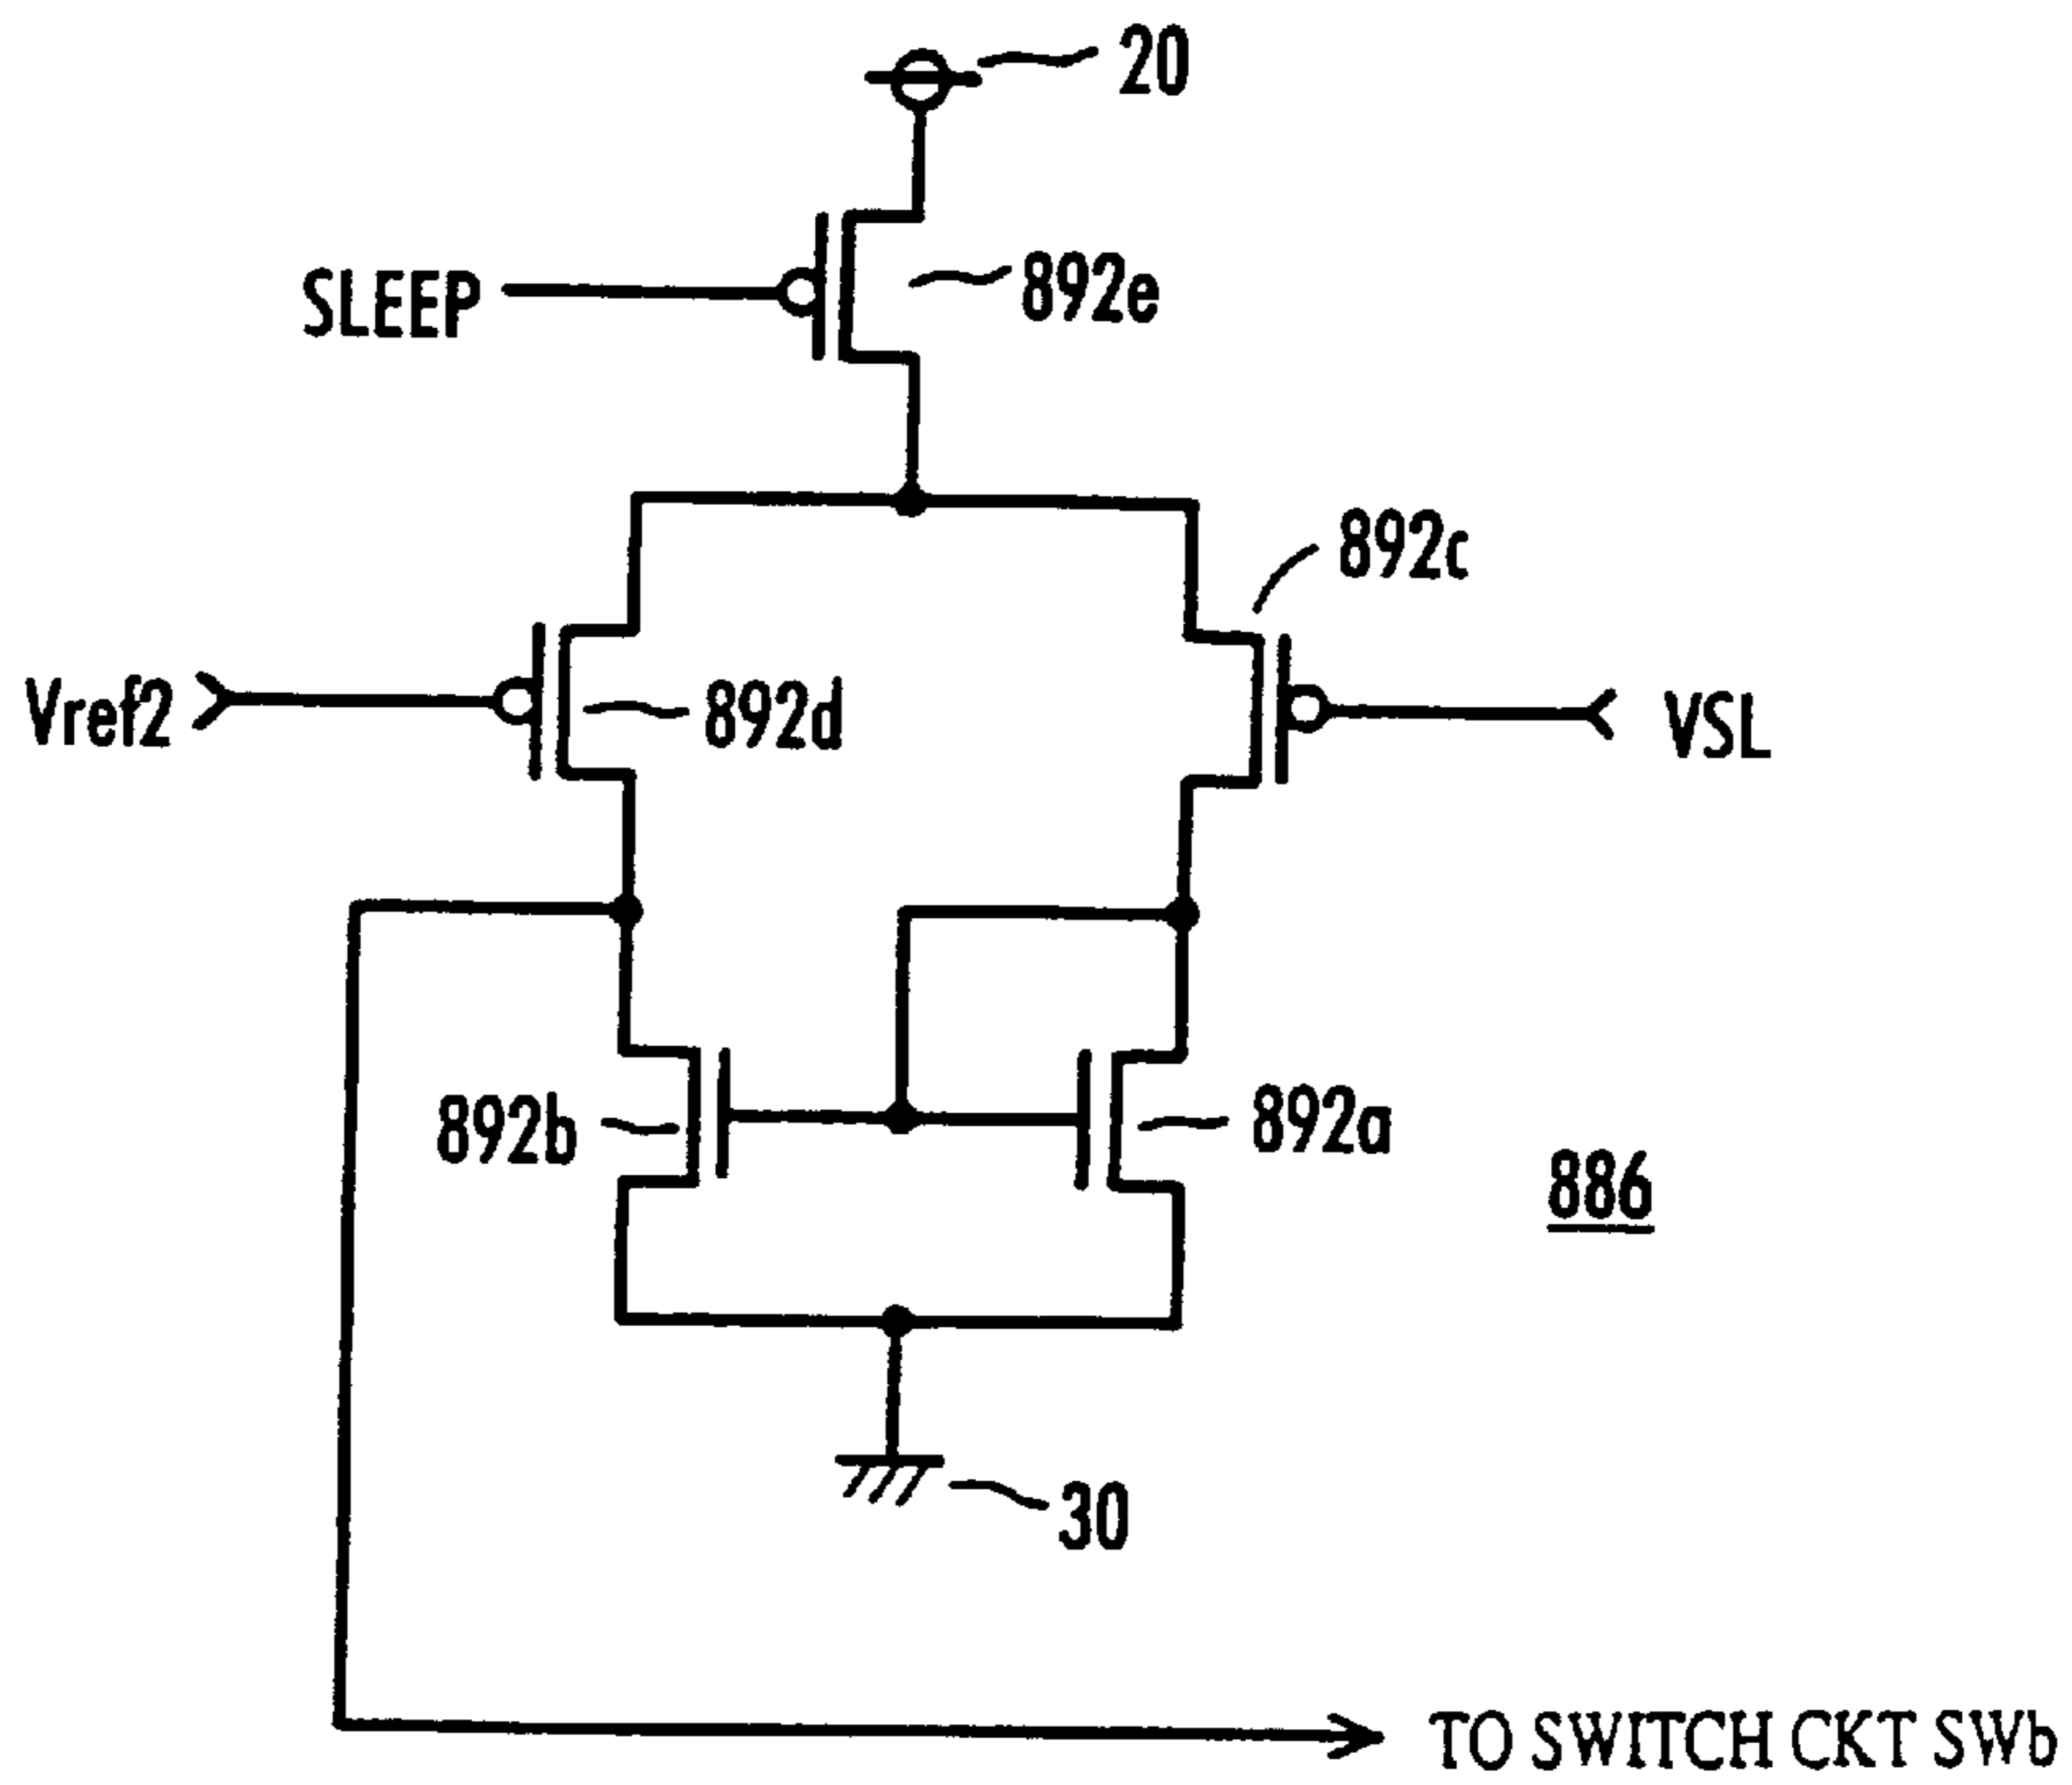 20
SLEEP
892e
892c
Vref2
892d
VSL
892b
892a
886
30
TO SWITCH CKT SWb